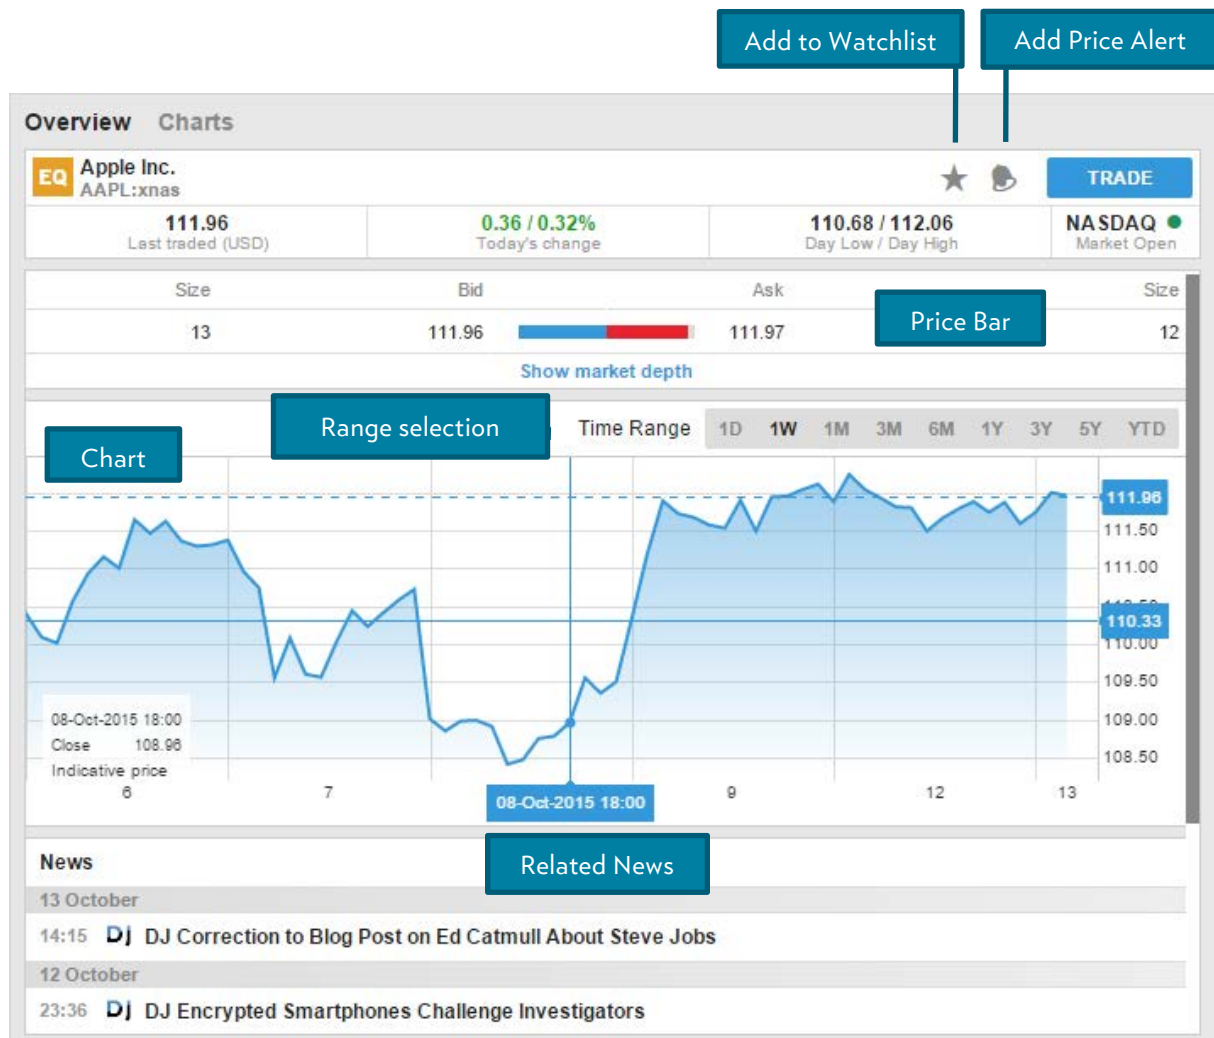 Add to Watchlist
Add Price Alert
Overview Charts
EQ Apple Inc.
AAPL:xnas
TRADE
111.96 0.36 / 0.32% 110.68 / 112.06 NASDAQ
Last traded (USD) Today's change Day Low / Day High Market Open
Size Bid Ask Size
Price Bar
13 111.96 111.97 12
Show market depth
Range selection
Time Range 1D 1W 1M 3M 6M 1Y 3Y 5Y YTD
Chart
111.96
111.50
111.00
110.50
110.33
110.00
109.50
109.00
108.50
08-Oct-2015 18:00
Close 108.96
Indicative price
6 7 08-Oct-2015 18:00 9 12 13
Related News
News
13 October
14:15 DJ DJ Correction to Blog Post on Ed Catmull About Steve Jobs
12 October
23:36 DJ DJ Encrypted Smartphones Challenge Investigators